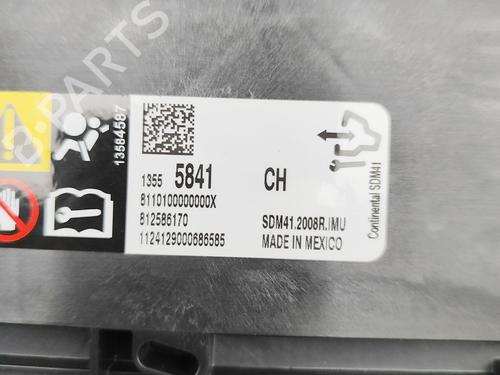 B-PARTS
13584587
1355 5841 CH
8110100000000X
812586170
1124129000686585
SDM41.2008R.IMU
MADE IN MEXICO
Continental SDM41